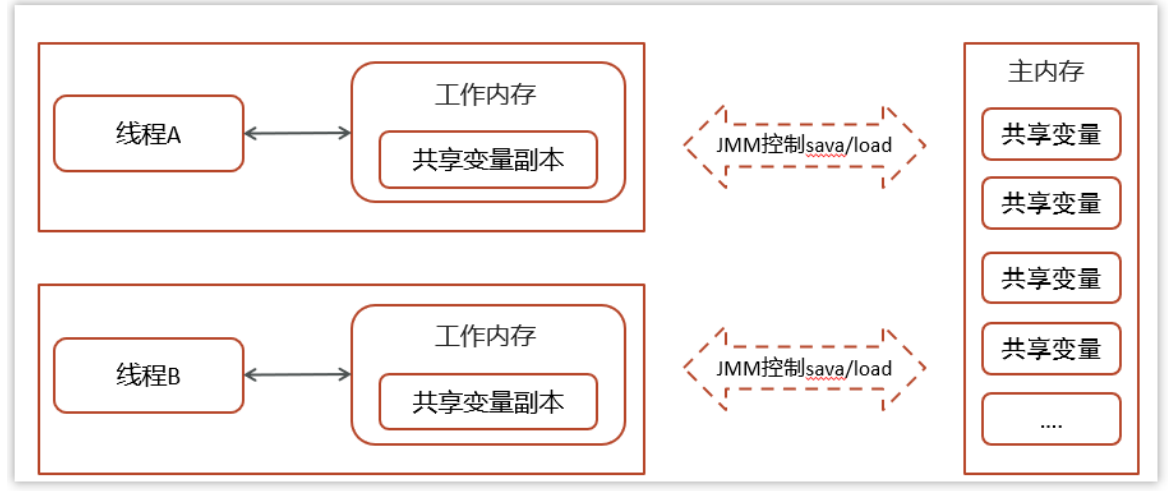 线程A
工作内存
共享变量副本
JMM控制sava/load
线程B
工作内存
共享变量副本
JMM控制sava/load
主内存
共享变量
共享变量
共享变量
共享变量
....